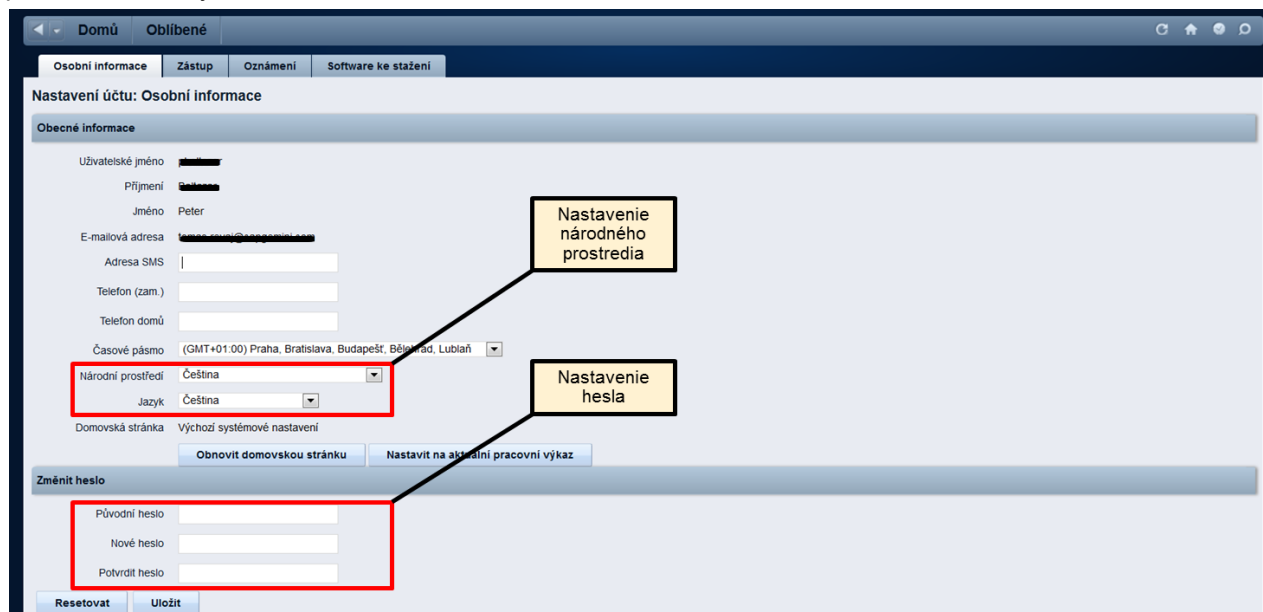 Domů Oblíbené
Osobní informace Zástup Oznámení Software ke stažení
Nastavení účtu: Osobní informace
Obecné informace
Uživatelské jméno
Příjmení
Jméno Peter
E-mailová adresa
Adresa SMS
Telefon (zam.)
Telefon domů
Časové pásmo (GMT+01:00) Praha, Bratislava, Budapešť, Bělehrad, Lublaň
Národní prostředí Čeština
Jazyk Čeština
Domovská stránka Výchozí systémové nastavení
Obnovit domovskou stránku Nastavit na aktuální pracovní výkaz
Změnit heslo
Původní heslo
Nové heslo
Potvrdit heslo
Resetovat Uložit
Nastavenie
národného
prostredia
Nastavenie
hesla